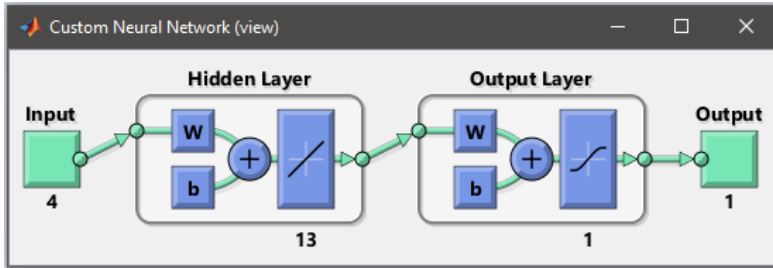 Custom Neural Network (view)
Hidden Layer
Output Layer
Input
Output
W
W
b
b
4
13
1
1